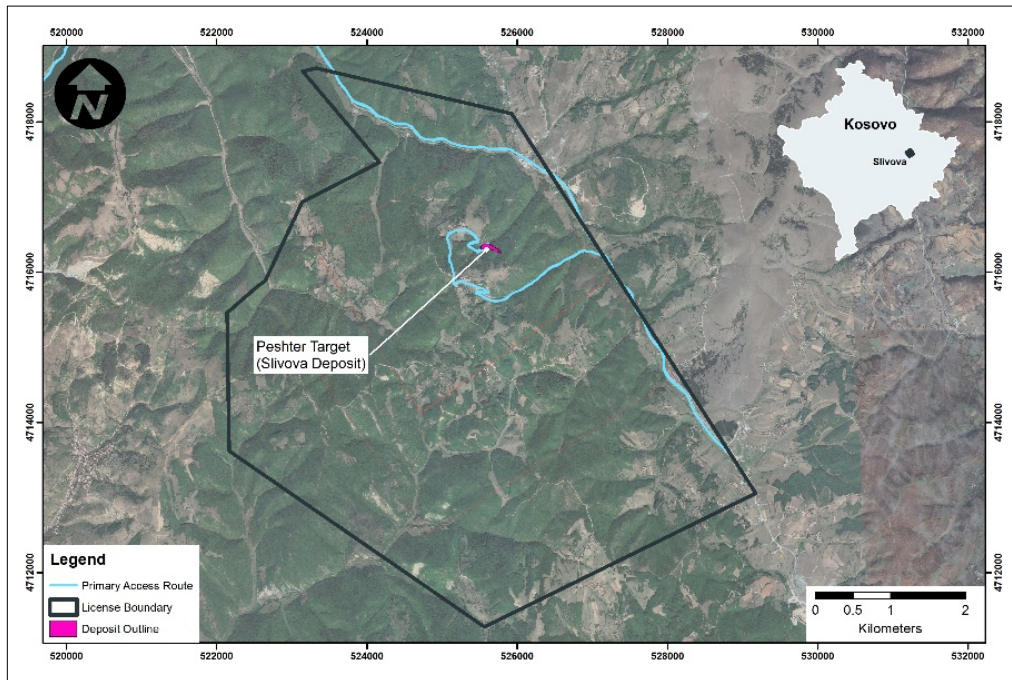 520000 522000 524000 526000 528000 530000 532000
N
4718000 4718000
Kosovo
Slivova
4716000 4716000
Peshter Target
(Slivova Deposit)
4714000 4714000
4712000 4712000
Legend
Primary Access Route
License Boundary
Deposit Outline
0 0.5 1 2
Kilometers
520000 522000 524000 526000 528000 530000 532000